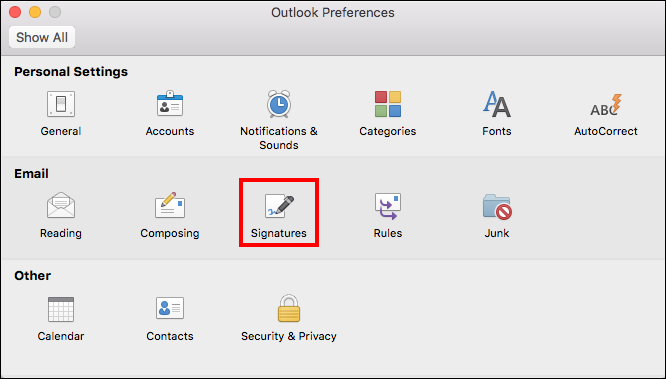 Outlook Preferences
Show All
Personal Settings
General
Accounts
Notifications &
Sounds
Categories
Fonts
ABC
AutoCorrect
Email
Reading
Composing
Signatures
Rules
Junk
Other
Calendar
Contacts
Security & Privacy